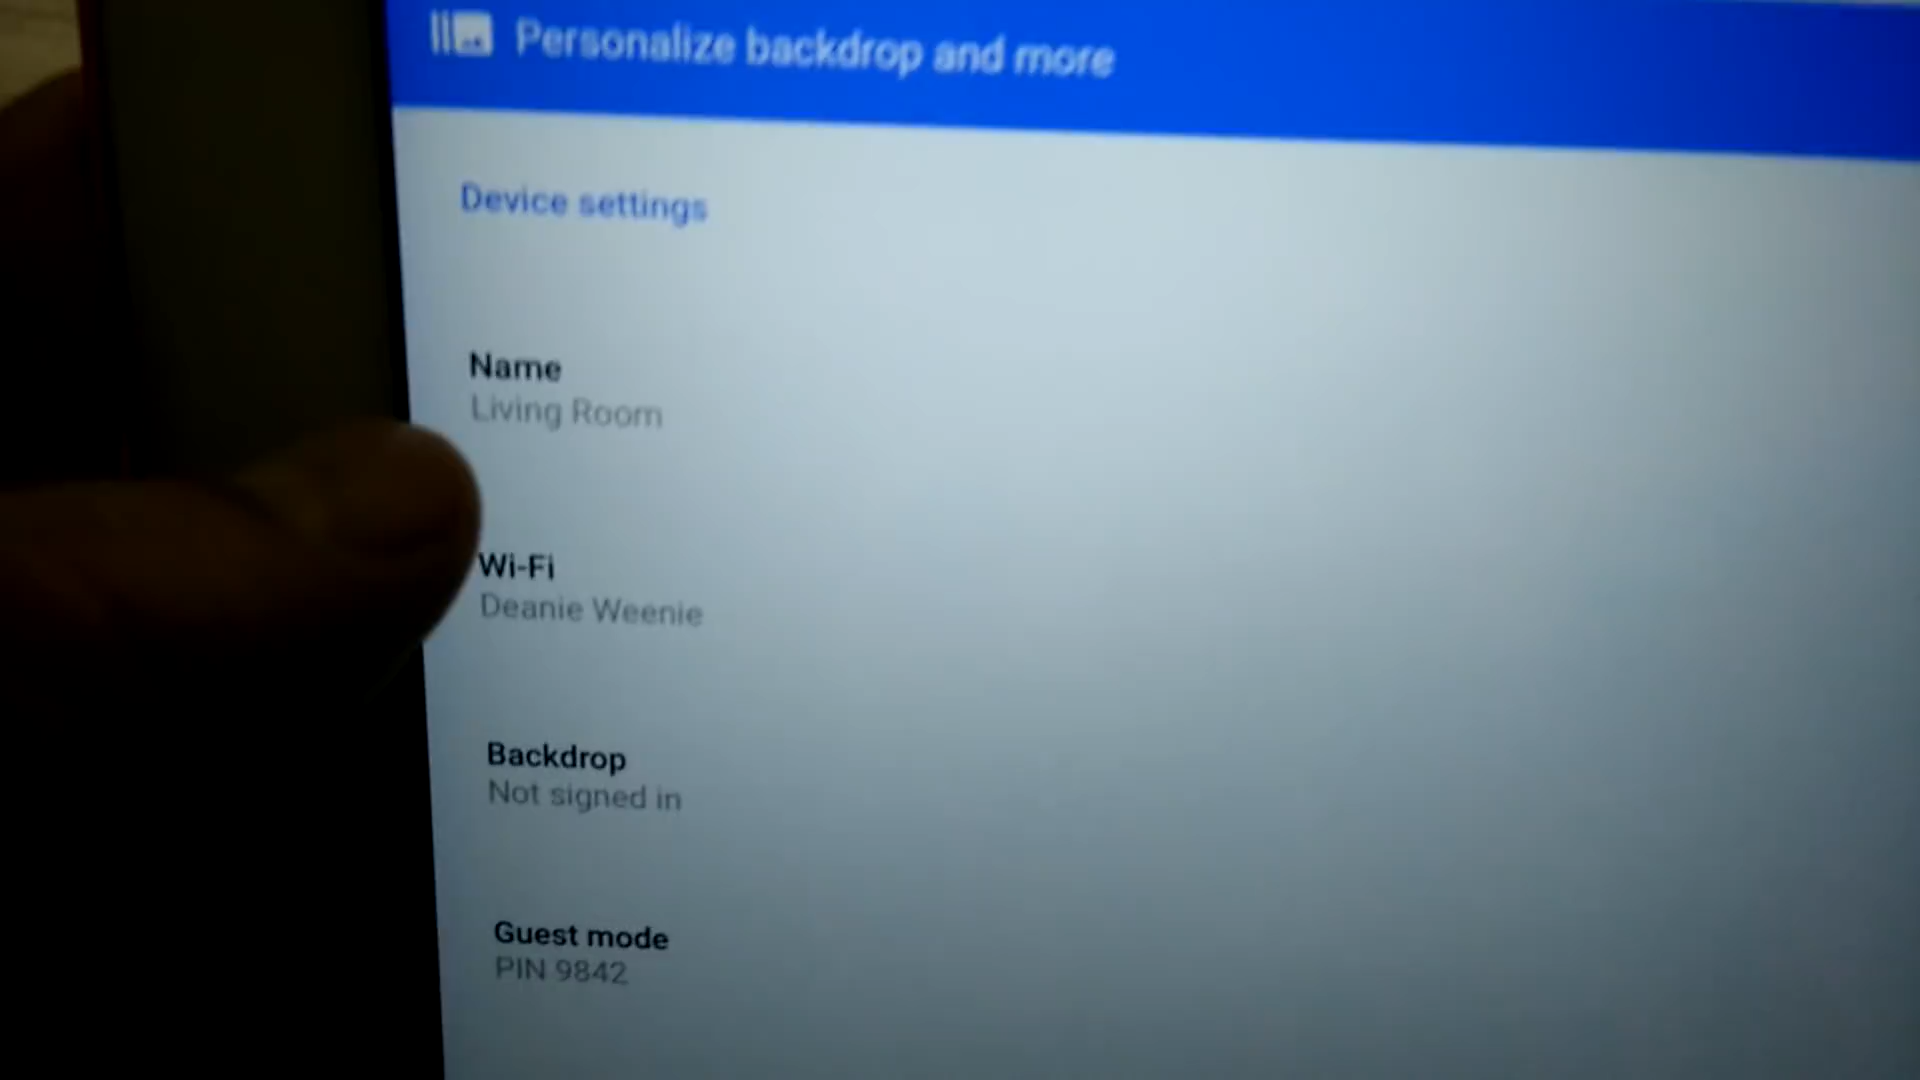 Personalize backdrop and more
Device settings
Name
Living Room
Wi-Fi
Deanie Weenie
Backdrop
Not signed in
Guest mode
PIN 9842